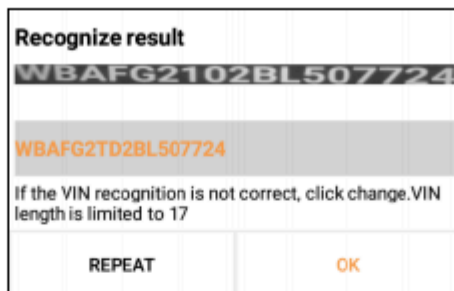 Recognize result
WBAFG2102BL507724
WBAFG2TD2BL507724
If the VIN recognition is not correct, click change.VIN
length is limited to 17
REPEAT OK